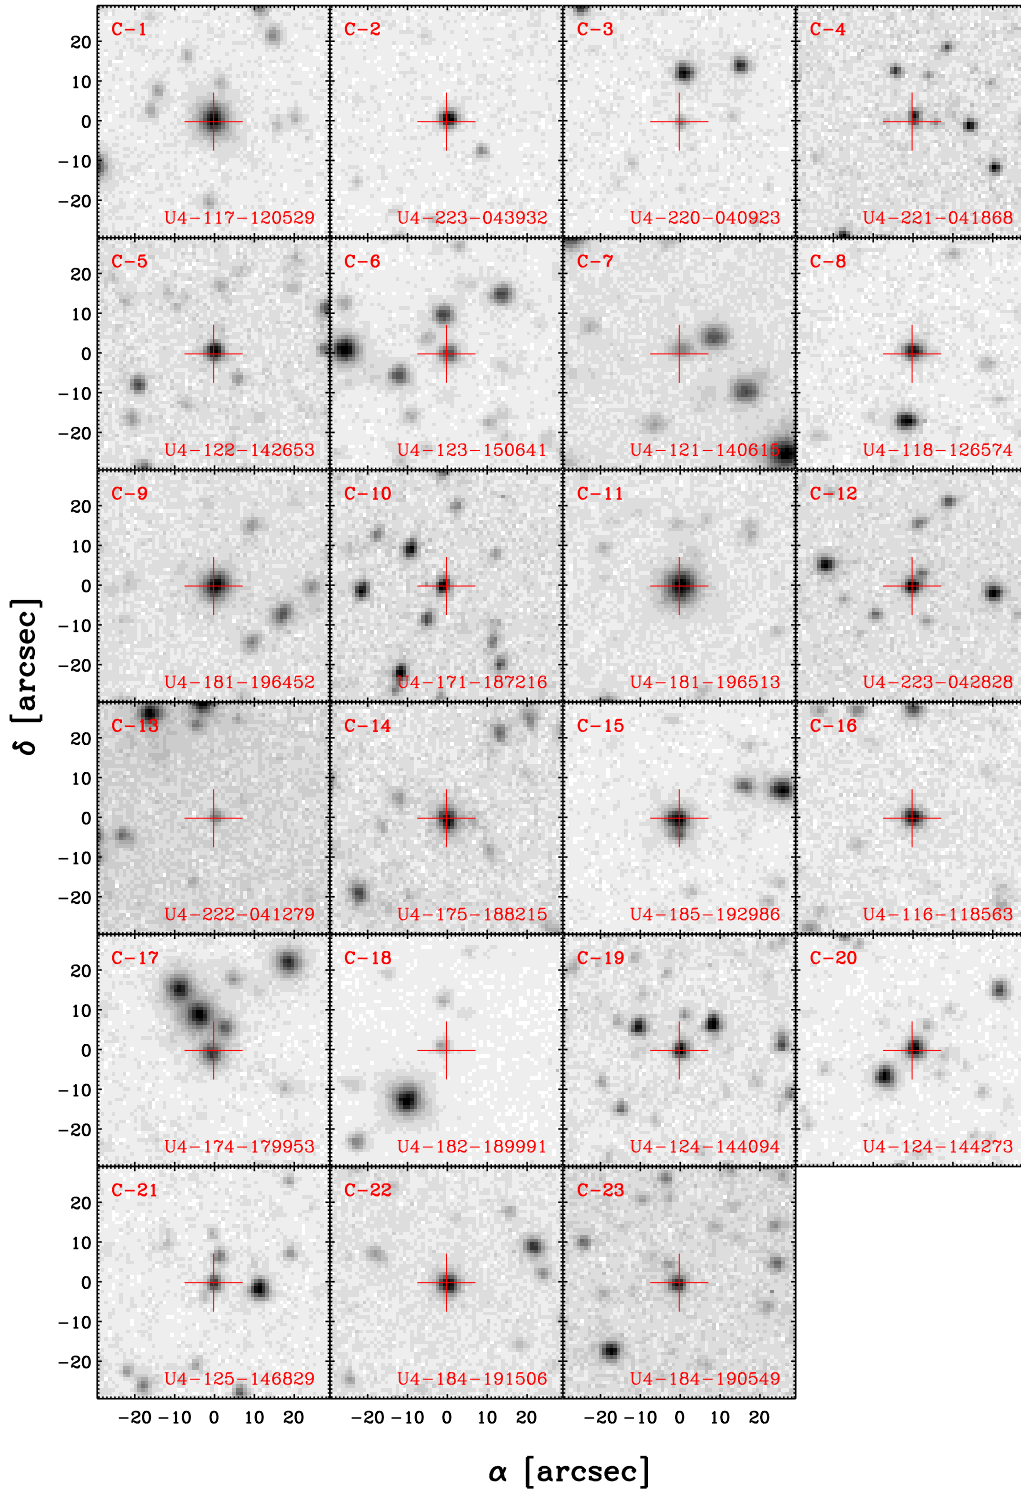 C-1 C-2 C-3 C-4
20
10
0
-10
-20
U4-117-120529 U4-223-043932 U4-220-040923 U4-221-041868
C-5 C-6 C-7 C-8
20
10
0
-10
-20
U4-122-142653 U4-123-150641 U4-121-140615 U4-118-126574
C-9 C-10 C-11 C-12
20
10
0
-10
-20
U4-181-196452 U4-171-187216 U4-181-196513 U4-223-042828
C-13 C-14 C-15 C-16
20
10
0
-10
-20
U4-222-041279 U4-175-188215 U4-185-192986 U4-116-118563
C-17 C-18 C-19 C-20
20
10
0
-10
-20
U4-174-179953 U4-182-189991 U4-124-144094 U4-124-144273
C-21 C-22 C-23
20
10
0
-10
-20
U4-125-146829 U4-184-191506 U4-184-190549
-20 -10 0 10 20 -20 -10 0 10 20 -20 -10 0 10 20
δ [arcsec]
α [arcsec]